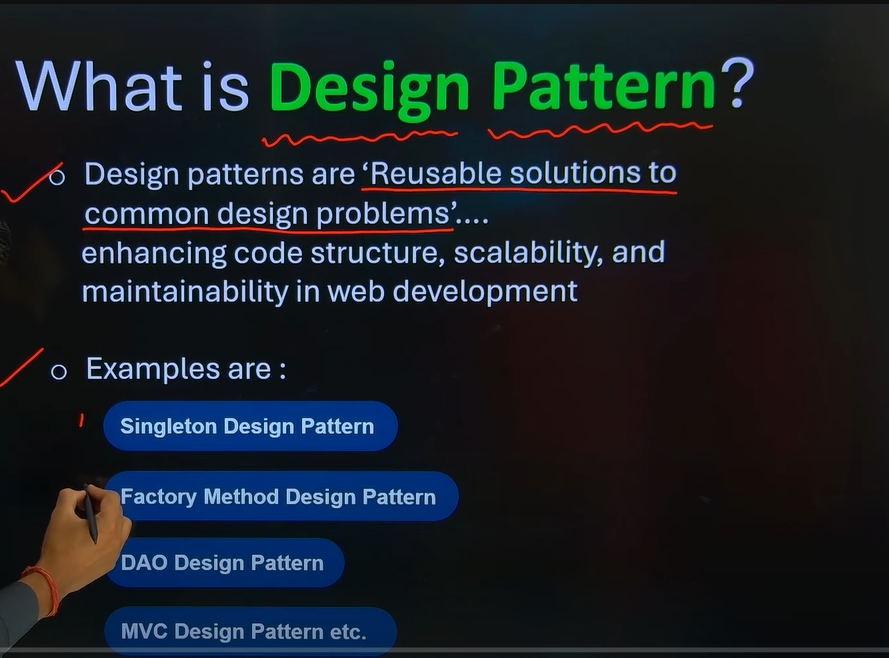 What is Design Pattern?
Design patterns are ‘Reusable solutions to
common design problems’....
enhancing code structure, scalability, and
maintainability in web development
Examples are :
Singleton Design Pattern
Factory Method Design Pattern
DAO Design Pattern
MVC Design Pattern etc.